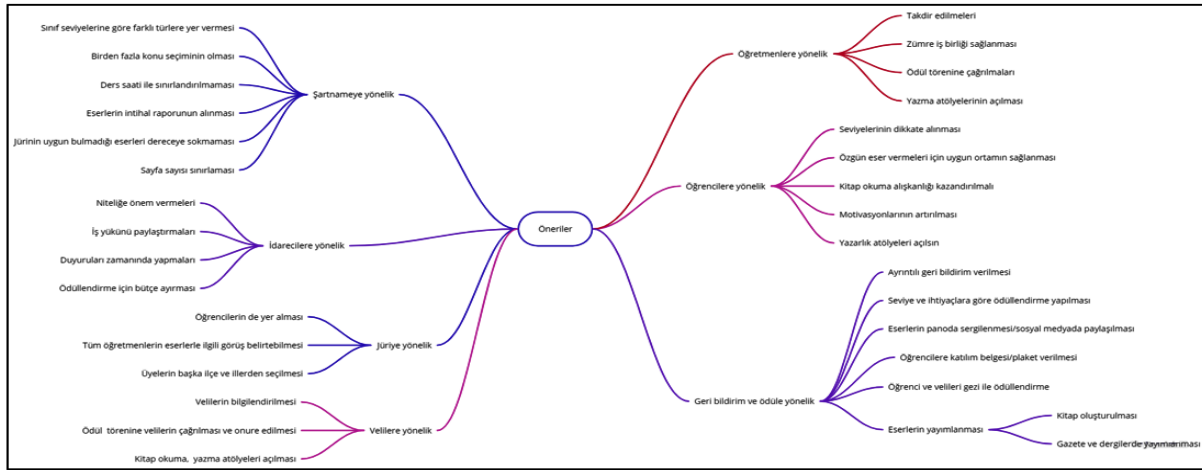 Öneriler
Şartnameye yönelik
Sınıf seviyelerine göre farklı türlere yer vermesi
Birden fazla konu seçiminin olması
Ders saati ile sınırlandırılmaması
Eserlerin intihal raporunun alınması
Jürinin uygun bulmadığı eserleri dereceye sokmaması
Sayfa sayısı sınırlaması
İdarecilere yönelik
Niteliğe önem vermeleri
İş yükünü paylaştırmaları
Duyuruları zamanında yapmaları
Ödüllendirme için bütçe ayırması
Jüriye yönelik
Öğrencilerin de yer alması
Tüm öğretmenlerin eserlerle ilgili görüş belirtebilmesi
Üyelerin başka ilçe ve illerden seçilmesi
Velilere yönelik
Velilerin bilgilendirilmesi
Ödül törenine velilerin çağrılması ve onure edilmesi
Kitap okuma, yazma atölyeleri açılması
Öğretmenlere yönelik
Takdir edilmeleri
Zümre iş birliği sağlanması
Ödül törenine çağrılmaları
Yazma atölyelerinin açılması
Öğrencilere yönelik
Seviyelerinin dikkate alınması
Özgün eser vermeleri için uygun ortamın sağlanması
Kitap okuma alışkanlığı kazandırılmalı
Motivasyonlarının artırılması
Yazarlık atölyeleri açılsın
Geri bildirim ve ödüle yönelik
Ayrıntılı geri bildirim verilmesi
Seviye ve ihtiyaçlara göre ödüllendirme yapılması
Eserlerin panoda sergilenmesi/sosyal medyada paylaşılması
Öğrencilere katılım belgesi/plaket verilmesi
Öğrenci ve velileri gezi ile ödüllendirme
Eserlerin yayımlanması
Kitap oluşturulması
Gazete ve dergilerde yayımlanması